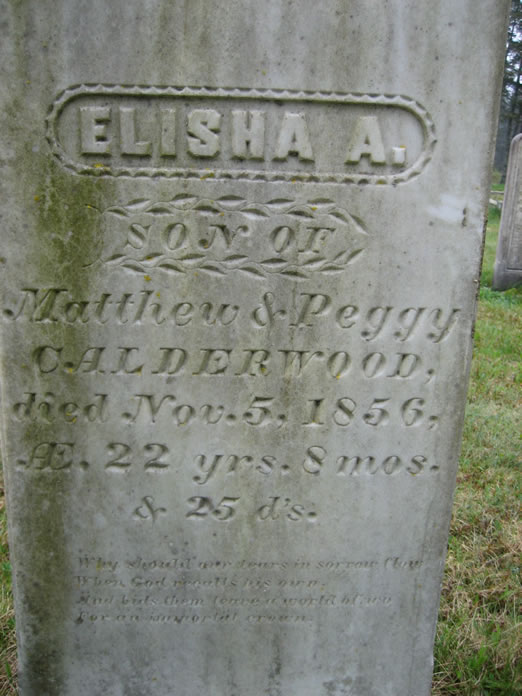 ELISHA A.
SON OF
Matthew & Peggy
CALDERWOOD,
died Nov. 5, 1856,
Æ. 22 yrs. 8 mos.
& 25 d's.
Why should our tears in sorrow flow
When God recalls his own,
And bids them leave a world of wo
For an immortal crown.